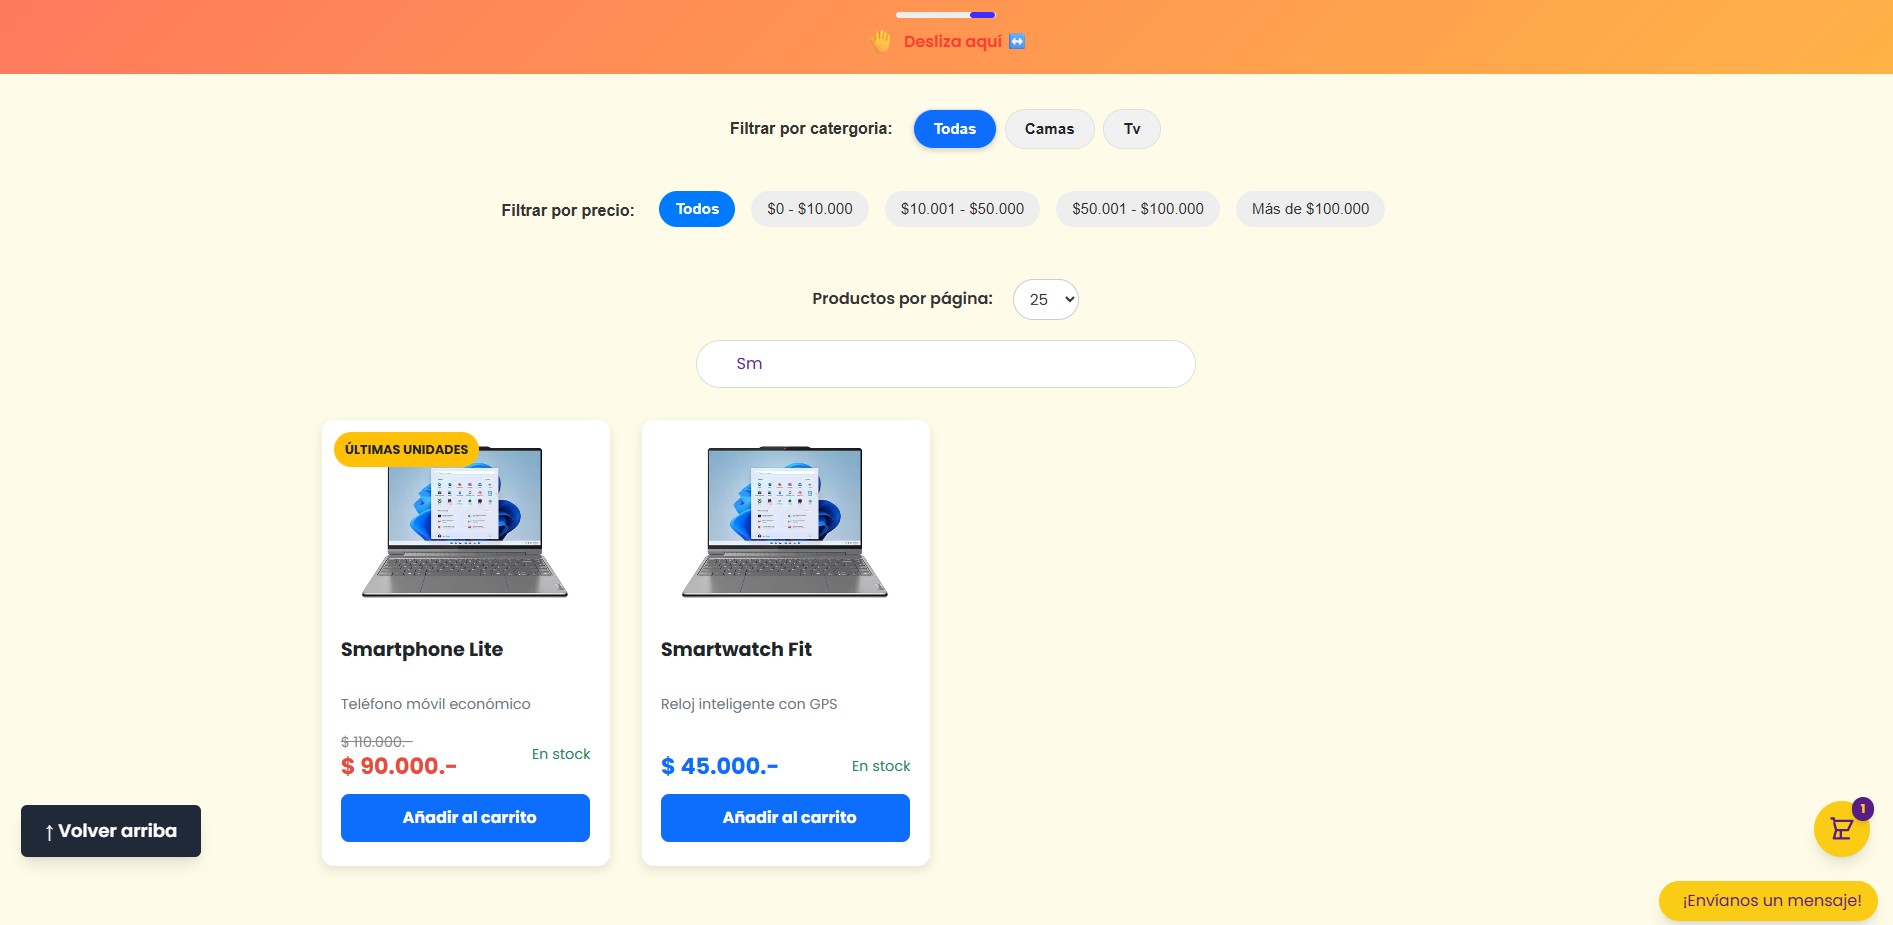 Desliza aquí
Filtrar por catergoria: Todas Camas Tv
Filtrar por precio: Todos $0 - $10.000 $10.001 - $50.000 $50.001 - $100.000 Más de $100.000
Productos por página: 25
Sm
ÚLTIMAS UNIDADES
Smartphone Lite
Teléfono móvil económico
$ 110.000.-
$ 90.000.-
En stock
Añadir al carrito
Smartwatch Fit
Reloj inteligente con GPS
$ 45.000.-
En stock
Añadir al carrito
↑ Volver arriba
1
¡Envíanos un mensaje!